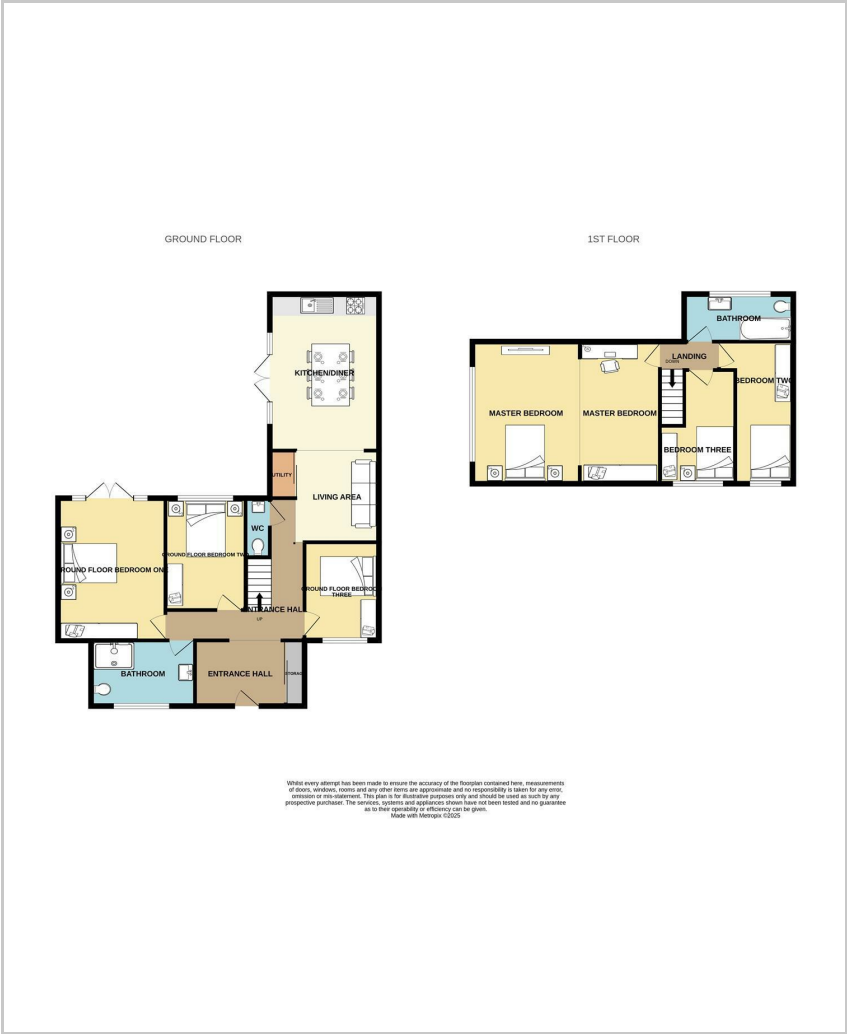 GROUND FLOOR
1ST FLOOR
BATHROOM
LANDING
DOWN
KITCHEN/DINER
BEDROOM TWO
MASTER BEDROOM
MASTER BEDROOM
BEDROOM THREE
UTILITY
LIVING AREA
WC
GROUND FLOOR BEDROOM TWO
GROUND FLOOR BEDROOM ONE
GROUND FLOOR BEDROOM
THREE
ENTRANCE HALL
UP
BATHROOM
ENTRANCE HALL
STORAGE
Whilst every attempt has been made to ensure the accuracy of the floorplan contained here, measurements
of doors, windows, rooms and any other items are approximate and no responsibility is taken for any error,
omission or mis-statement. This plan is for illustrative purposes only and should be used as such by any
prospective purchaser. The services, systems and appliances shown have not been tested and no guarantee
as to their operability or efficiency can be given.
Made with Metropix ©2025